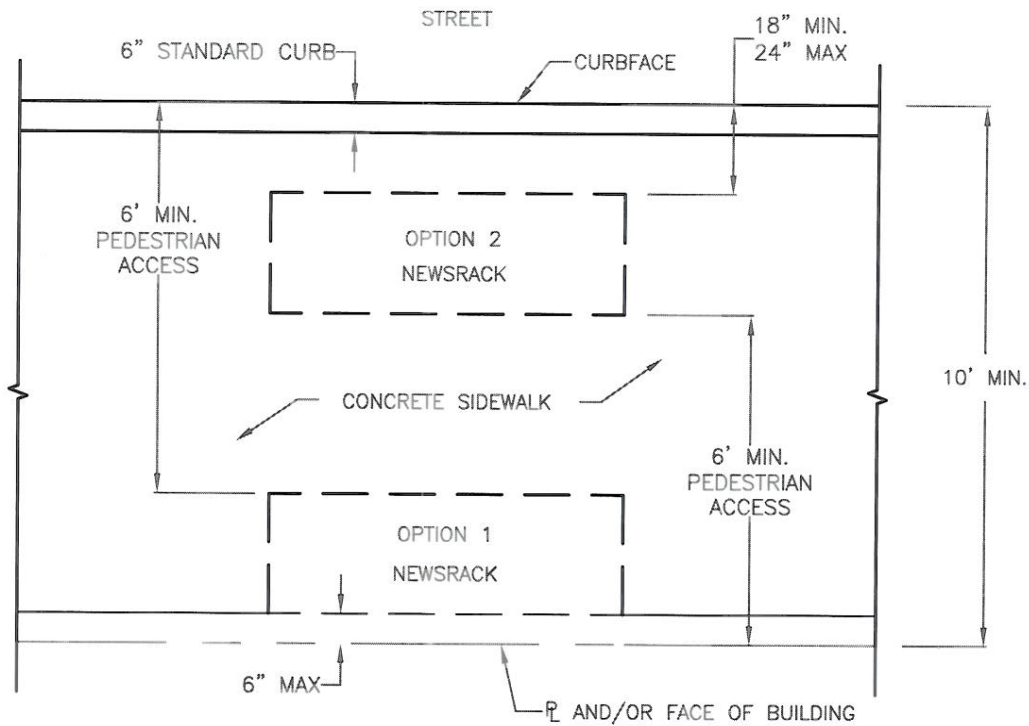 STREET
6” STANDARD CURB
CURBFACE
18” MIN.
24” MAX
6’ MIN.
PEDESTRIAN
ACCESS
OPTION 2
NEWSRACK
10’ MIN.
CONCRETE SIDEWALK
6’ MIN.
PEDESTRIAN
ACCESS
OPTION 1
NEWSRACK
6” MAX
PL AND/OR FACE OF BUILDING